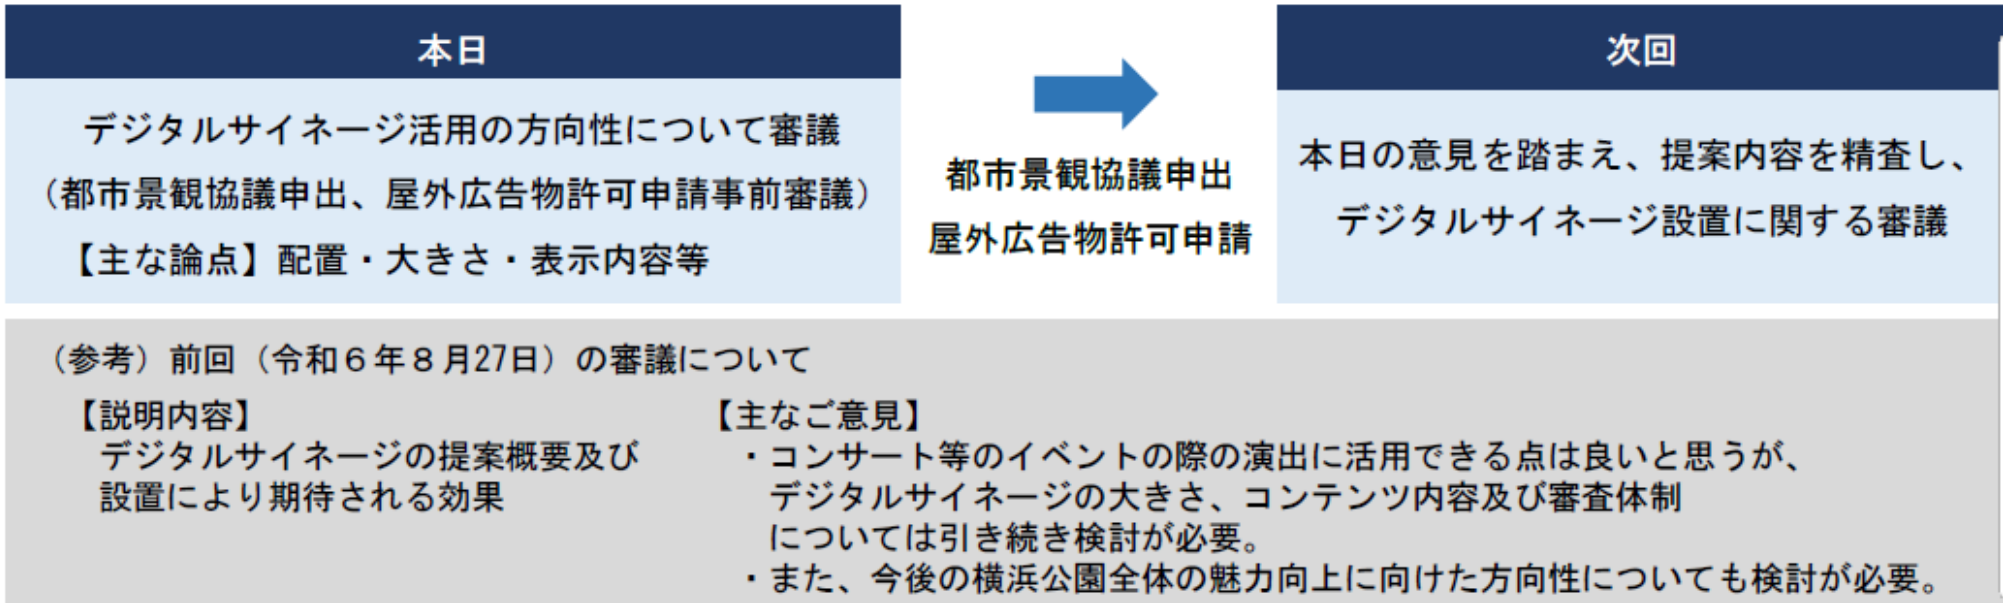 本日
デジタルサイネージ活用の方向性について審議
（都市景観協議申出、屋外広告物許可申請事前審議）
【主な論点】配置・大きさ・表示内容等
都市景観協議申出
屋外広告物許可申請
次回
本日の意見を踏まえ、提案内容を精査し、
デジタルサイネージ設置に関する審議
（参考）前回（令和６年８月27日）の審議について
【説明内容】
デジタルサイネージの提案概要及び
設置により期待される効果
【主なご意見】
・コンサート等のイベントの際の演出に活用できる点は良いと思うが、
デジタルサイネージの大きさ、コンテンツ内容及び審査体制
については引き続き検討が必要。
・また、今後の横浜公園全体の魅力向上に向けた方向性についても検討が必要。